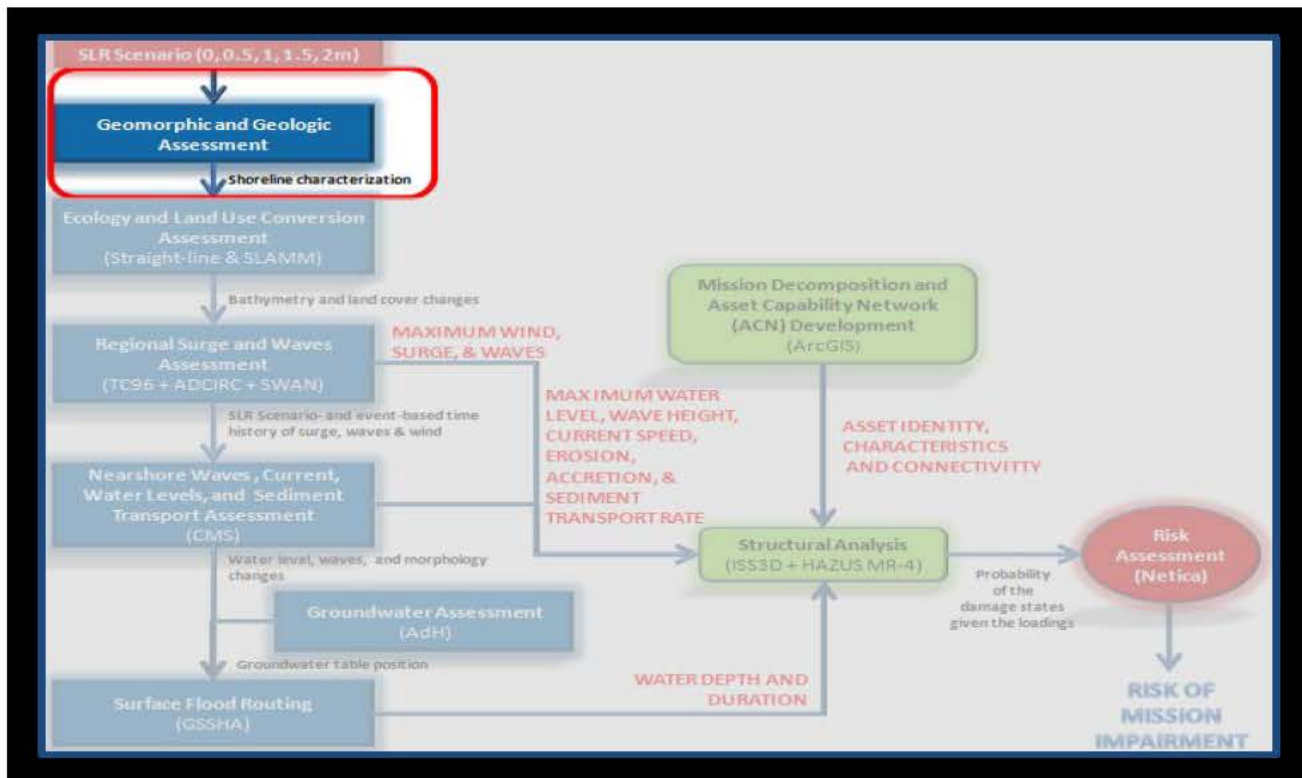 SLR Scenario (0, 0.5, 1, 1.5, 2m)
Geomorphic and Geologic
Assessment
Shoreline characterization
Ecology and Land Use Conversion
Assessment
(Straight-line & SLAMM)
Bathymetry and land cover changes
Regional Surge and Waves
Assessment
(TC96 + ADCIRC + SWAN)
MAXIMUM WIND,
SURGE, & WAVES
SLR Scenario- and event-based time
history of surge, waves & wind
Nearshore Waves, Current,
Water Levels, and Sediment
Transport Assessment
(CMS)
MAXIMUM WATER
LEVEL, WAVE HEIGHT,
CURRENT SPEED,
EROSION,
ACCRETION, &
SEDIMENT
TRANSPORT RATE
Water level, waves, and morphology
changes
Groundwater Assessment
(AdH)
Groundwater table position
Surface Flood Routing
(GSSHA)
WATER DEPTH AND
DURATION
Mission Decomposition and
Asset Capability Network
(ACN) Development
(ArcGIS)
ASSET IDENTITY,
CHARACTERISTICS
AND CONNECTIVITTY
Structural Analysis
(ISS3D + HAZUS MR-4)
Probability
of the
damage states
given the loadings
Risk
Assessment
(Netica)
RISK OF
MISSION
IMPAIRMENT